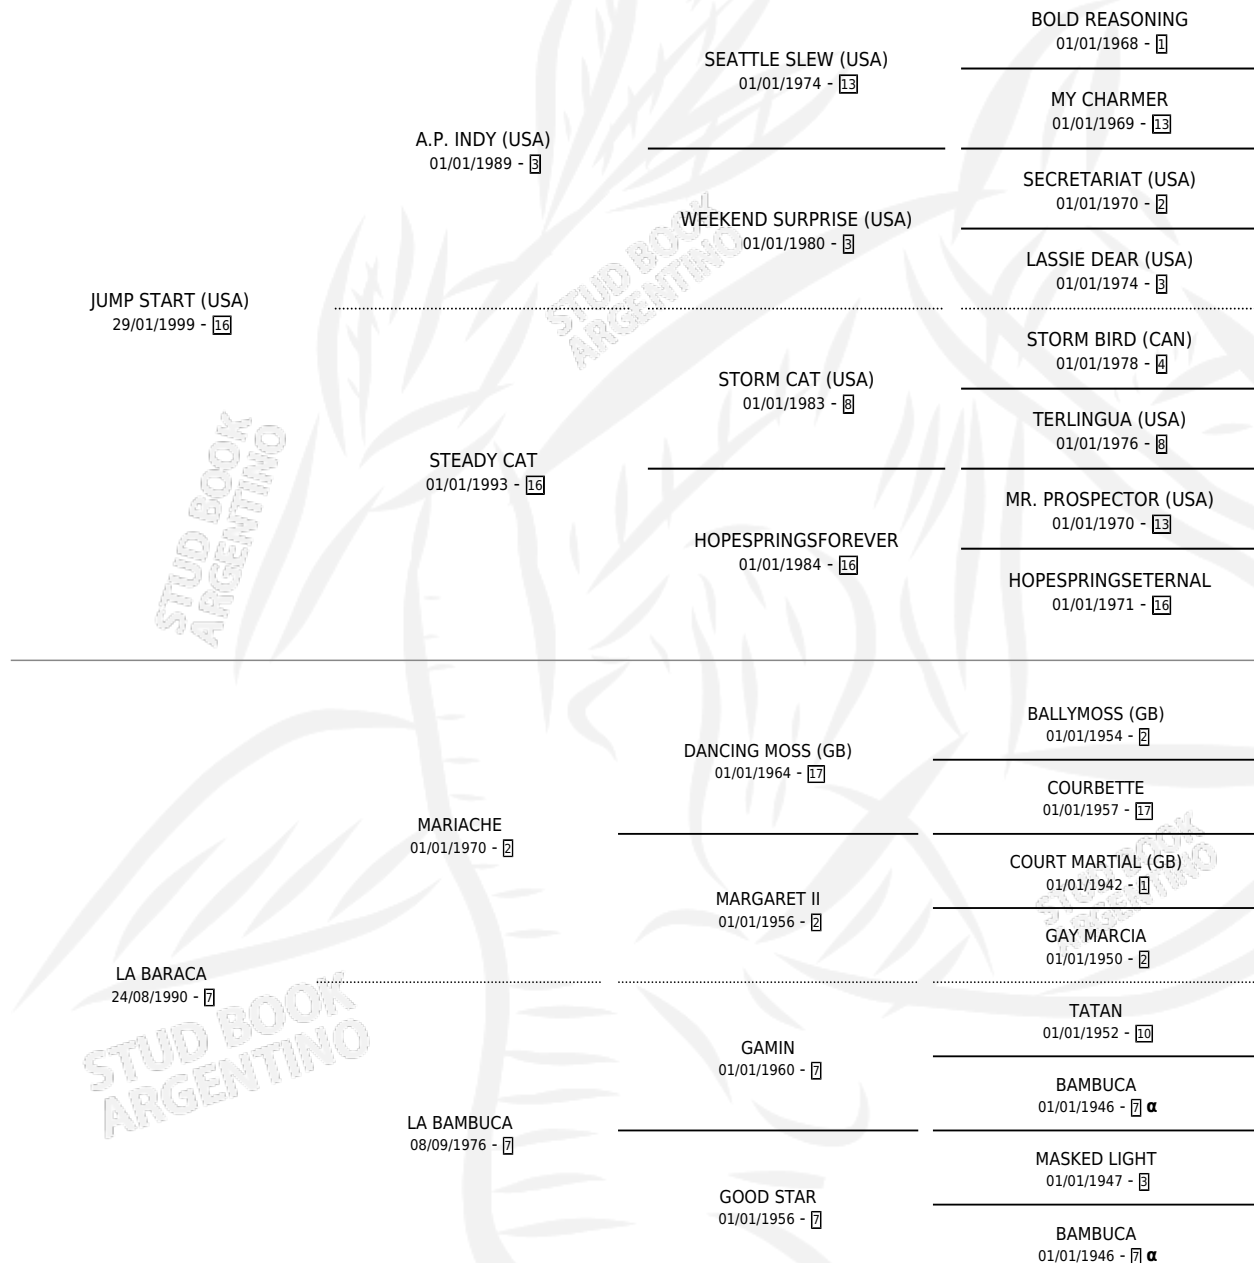 BOLD REASONING
01/01/1968 - 1
SEATTLE SLEW (USA)
01/01/1974 - 13
MY CHARMER
01/01/1969 - 13
A.P. INDY (USA)
01/01/1989 - 3
SECRETARIAT (USA)
01/01/1970 - 2
WEEKEND SURPRISE (USA)
01/01/1980 - 3
LASSIE DEAR (USA)
01/01/1974 - 3
JUMP START (USA)
29/01/1999 - 16
STORM BIRD (CAN)
01/01/1978 - 4
STORM CAT (USA)
01/01/1983 - 8
TERLINGUA (USA)
01/01/1976 - 8
STEADY CAT
01/01/1993 - 16
MR. PROSPECTOR (USA)
01/01/1970 - 13
HOPESPRINGSFOREVER
01/01/1984 - 16
HOPESPRINGSETERNAL
01/01/1971 - 16
BALLYMOSS (GB)
01/01/1954 - 2
DANCING MOSS (GB)
01/01/1964 - 17
COURBETTE
01/01/1957 - 17
MARIACHE
01/01/1970 - 2
COURT MARTIAL (GB)
01/01/1942 - 1
MARGARET II
01/01/1956 - 2
GAY MARCIA
01/01/1950 - 2
LA BARACA
24/08/1990 - 7
TATAN
01/01/1952 - 10
GAMIN
01/01/1960 - 7
BAMBUCA
01/01/1946 - 7 α
LA BAMBUCA
08/09/1976 - 7
MASKED LIGHT
01/01/1947 - 3
GOOD STAR
01/01/1956 - 7
BAMBUCA
01/01/1946 - 7 α
STUD BOOK
ARGENTINO
STUD BOOK
ARGENTINO
STUD BOOK
ARGENTINO
STUD BOOK
ARGENTINO